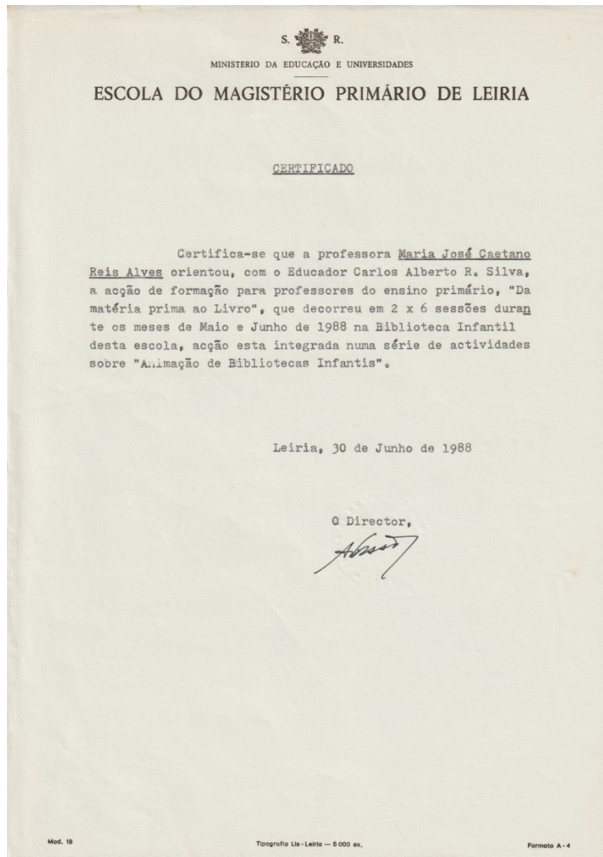 S. R.
MINISTERIO DA EDUCAÇÃO E UNIVERSIDADES
ESCOLA DO MAGISTÉRIO PRIMÁRIO DE LEIRIA
CERTIFICADO
Certifica-se que a professora Maria José Caetano
Reis Alves orientou, com o Educador Carlos Alberto R. Silva,
a acção de formação para professores do ensino primário, "Da
matéria prima ao Livro", que decorreu em 2 x 6 sessões duran
te os meses de Maio e Junho de 1988 na Biblioteca Infantil
desta escola, acção esta integrada numa série de actividades
sobre "Animação de Bibliotecas Infantis".
Leiria, 30 de Junho de 1988
O Director,
Mod. 18
Tipografia Lis - Leiria — 5 000 ex.
Formato A - 4